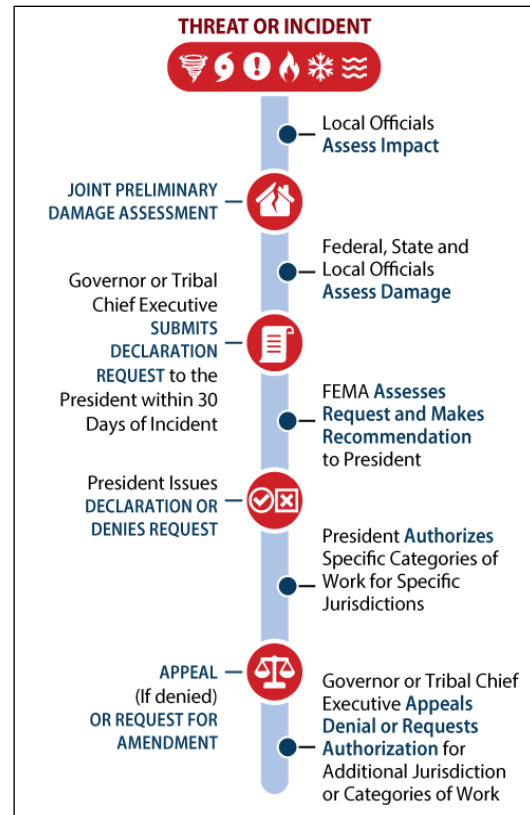 THREAT OR INCIDENT
Local Officials
Assess Impact
JOINT PRELIMINARY
DAMAGE ASSESSMENT
Federal, State and
Local Officials
Assess Damage
Governor or Tribal
Chief Executive
SUBMITS
DECLARATION
REQUEST to the
President within 30
Days of Incident
FEMA Assesses
Request and Makes
Recommendation
to President
President Issues
DECLARATION OR
DENIES REQUEST
President Authorizes
Specific Categories of
Work for Specific
Jurisdictions
APPEAL
(If denied)
OR REQUEST FOR
AMENDMENT
Governor or Tribal Chief
Executive Appeals
Denial or Requests
Authorization for
Additional Jurisdiction
or Categories of Work